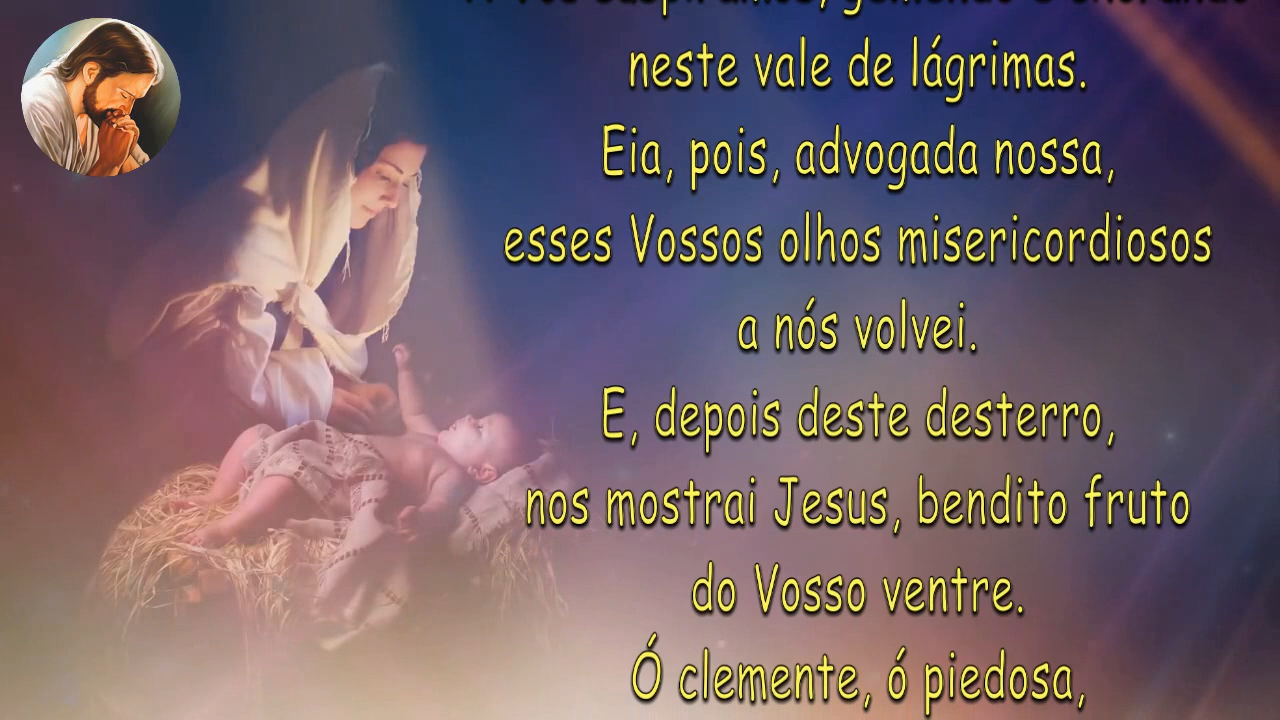 neste vale de lágrimas.
Eia, pois, advogada nossa,
esses Vossos olhos misericordiosos
a nós volvei.
E, depois deste desterro,
nos mostrai Jesus, bendito fruto
do Vosso ventre.
Ó clemente, ó piedosa,